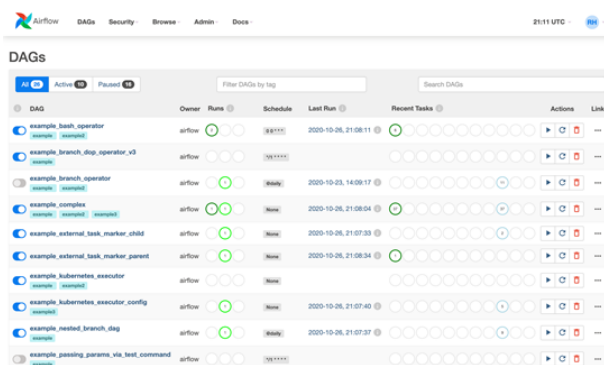 Airflow DAGs Security Browse Admin Docs 21:11 UTC RH
DAGs
All 26 Active 10 Paused 16 Filter DAGs by tag Search DAGs
DAG Owner Runs Schedule Last Run Recent Tasks Actions Links
example_bash_operator airflow 2020-10-26, 21:08:11
example example2
example_branch_dop_operator_v3 airflow
example
example_branch_operator airflow @daily 2020-10-23, 14:09:17
example example2
example_complex airflow None 2020-10-26, 21:08:04
example example2 example3
example_external_task_marker_child airflow None 2020-10-26, 21:07:33
example_external_task_marker_parent airflow None 2020-10-26, 21:08:34
example_kubernetes_executor airflow None
example example2
example_kubernetes_executor_config airflow None 2020-10-26, 21:07:40
example3
example_nested_branch_dag airflow @daily 2020-10-26, 21:07:37
example
example_passing_params_via_test_command airflow
example